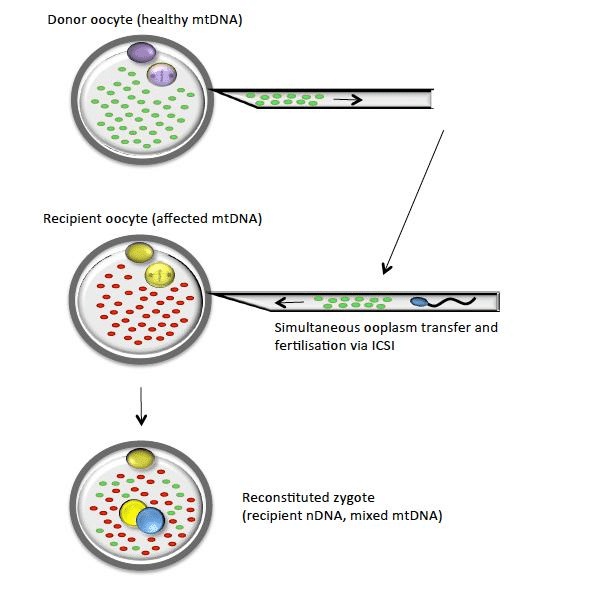 Donor oocyte (healthy mtDNA)
Recipient oocyte (affected mtDNA)
Simultaneous ooplasm transfer and
fertilisation via ICSI
Reconstituted zygote
(recipient nDNA, mixed mtDNA)